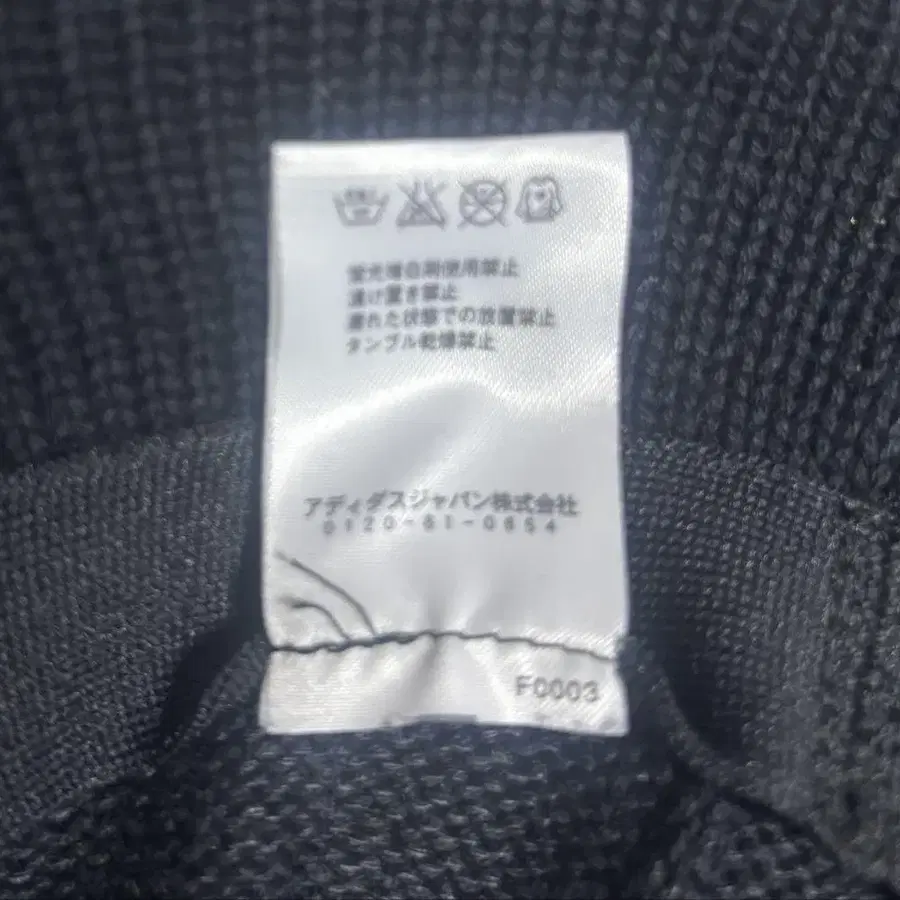 蛍光増白剤使用禁止
漬け置き禁止
濡れた状態での放置禁止
タンブル乾燥禁止
アディダスジャパン株式会社
0120-81-0654
F0003